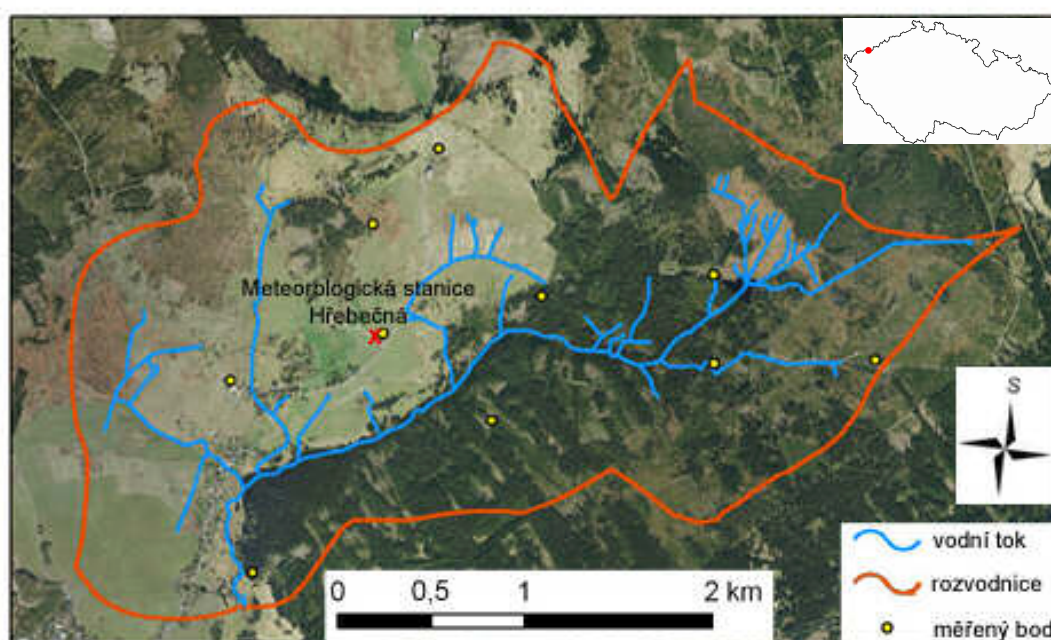 Meteorologická stanice
Hřebečná
S
0 0,5 1 2 km
vodní tok
rozvodnice
měřený bod